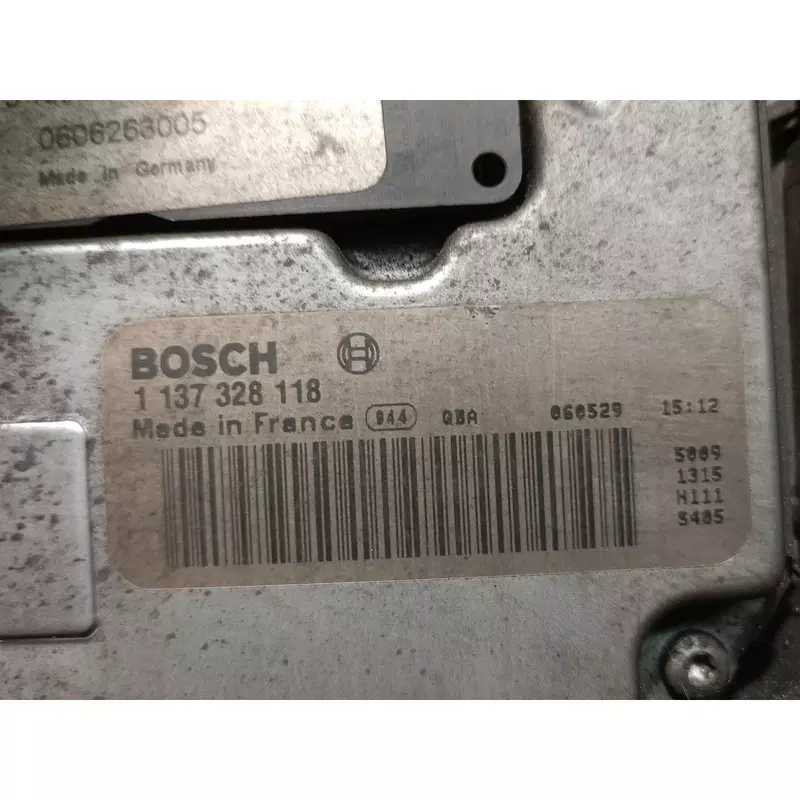 0606263005
Made in Germany
BOSCH
1 137 328 118
Made in France 944 QBA 060529 15:12
5009
1315
H111
S405